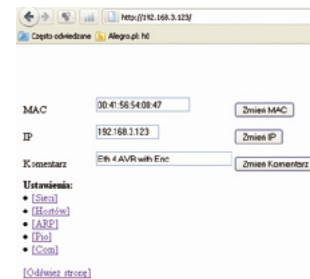 http://192.168.3.123/
Często odwiedzane Allegro.pl: h0
MAC 00:41:56:54:08:47 Zmień MAC
IP 192.168.3.123 Zmień IP
Komentarz Eth 4 AVR with Enc Zmień Komentarz
Ustawienia:
[Sieci]
[Hostów]
[ARP]
[Pio]
[Com]
[Odśwież stronę]